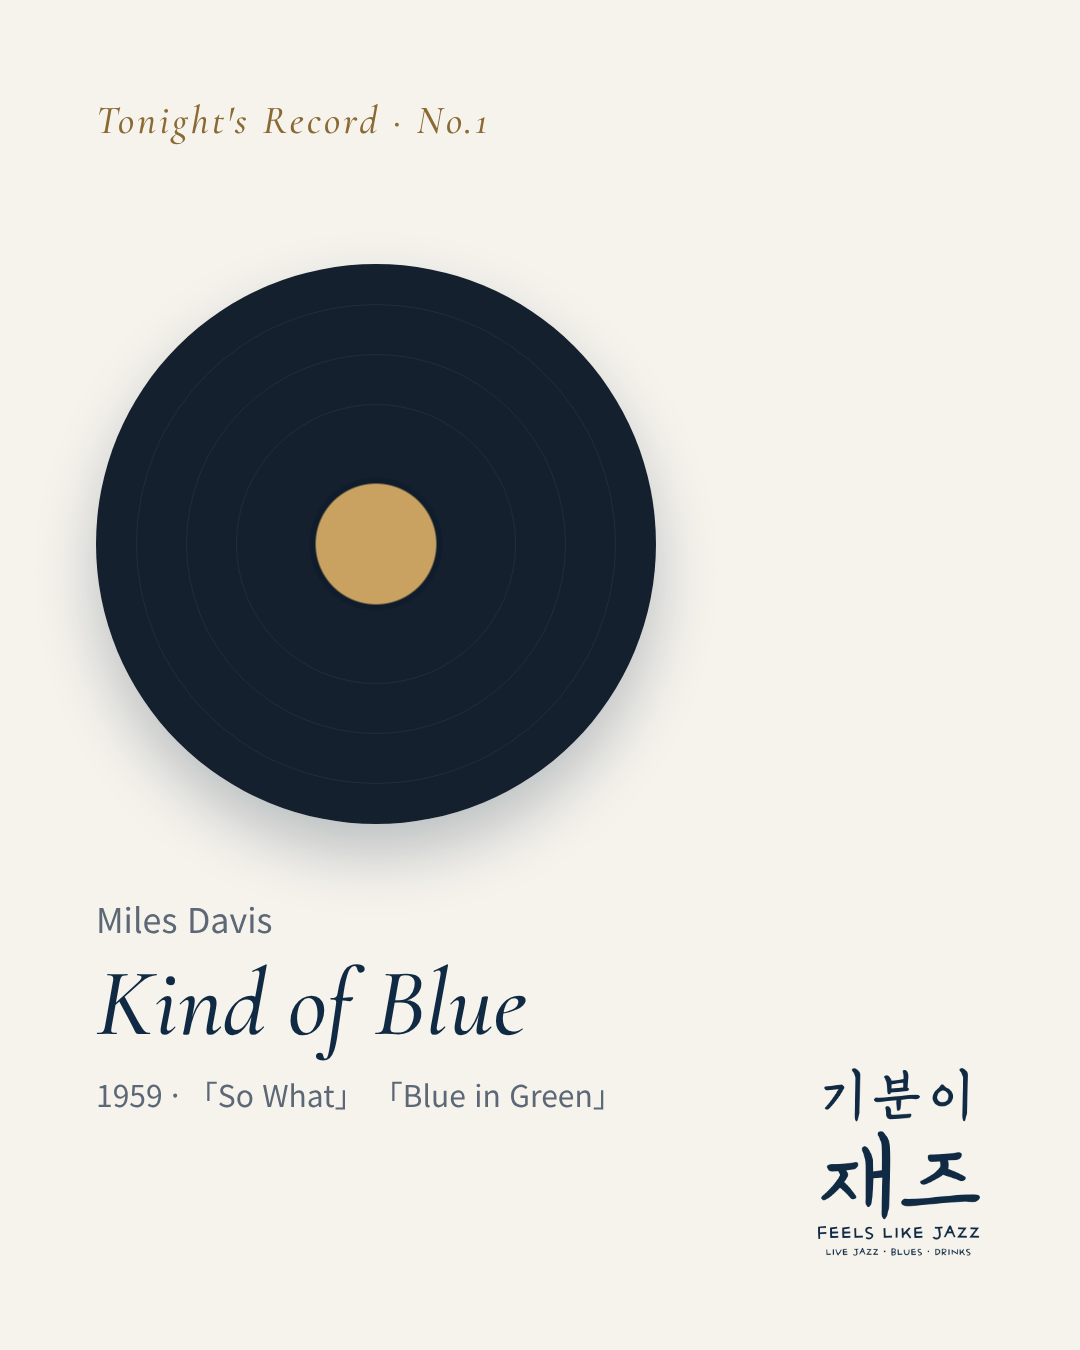 Tonight's Record · No.1
Miles Davis
Kind of Blue
1959 · 「So What」 「Blue in Green」
기분이
재즈
FEELS LIKE JAZZ
LIVE JAZZ · BLUES · DRINKS